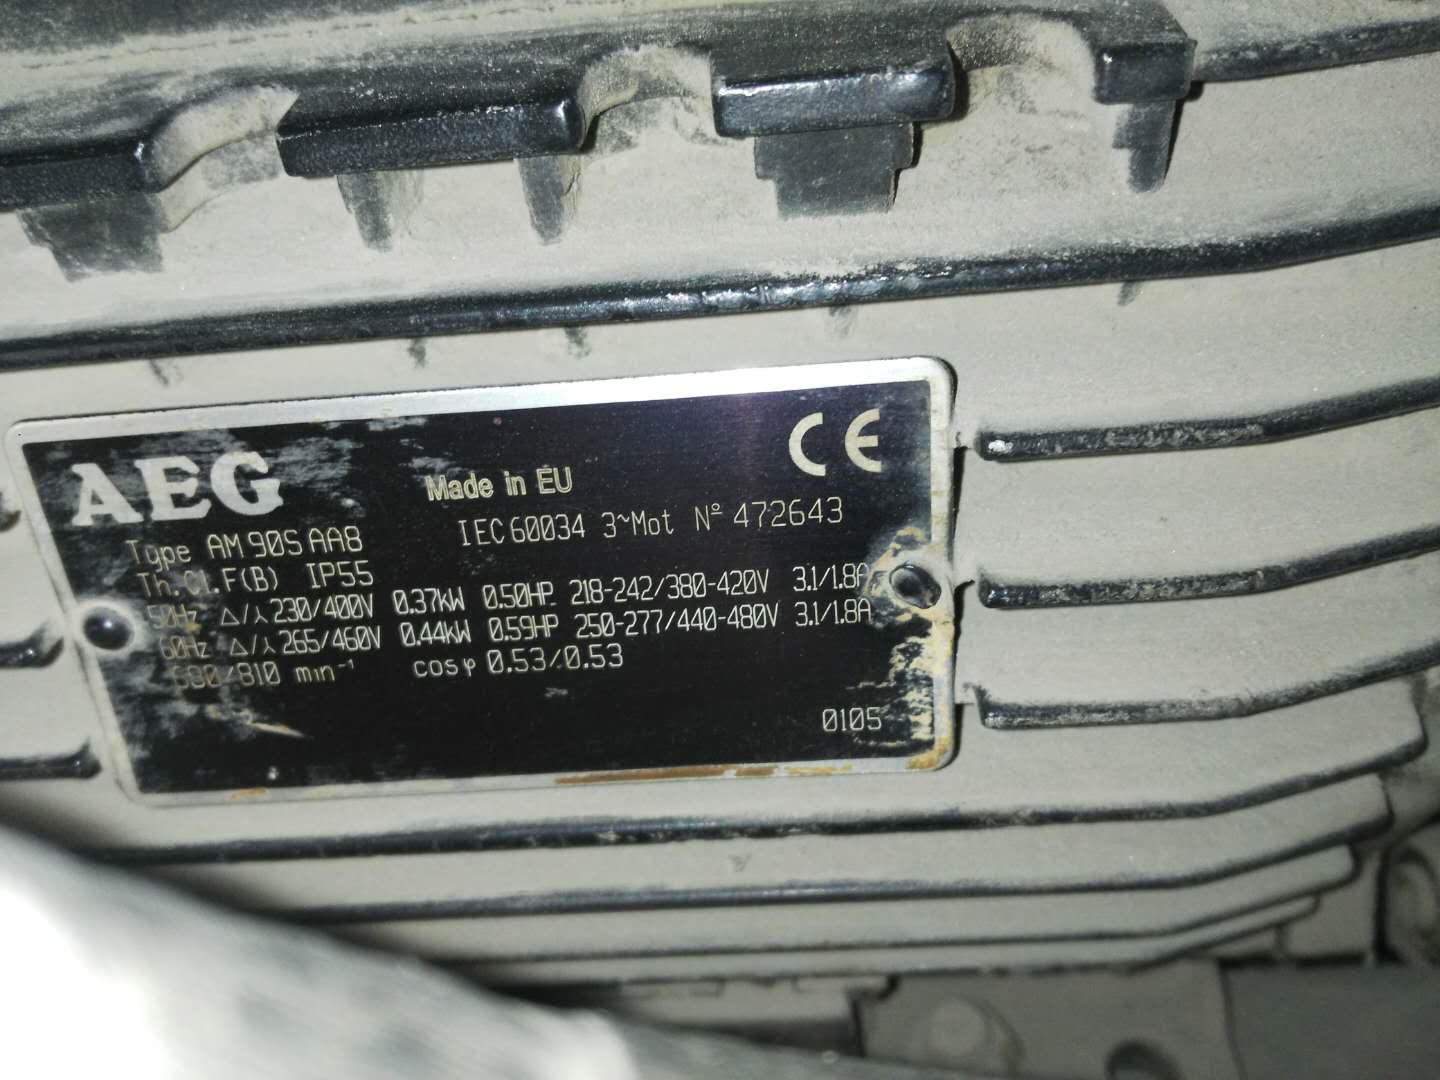 CE
AEG
Made in EU
Type AM 90S AA8 IEC 60034 3~Mot Nº 472643
Th.Cl.F(B) IP55
50Hz Δ/⅄ 230/400V 0.37kW 0.50HP 218-242/380-420V 3.1/1.8A
60Hz Δ/⅄ 265/460V 0.44kW 0.59HP 250-277/440-480V 3.1/1.8A
680/810 min⁻¹ cosφ 0.53/0.53
0105